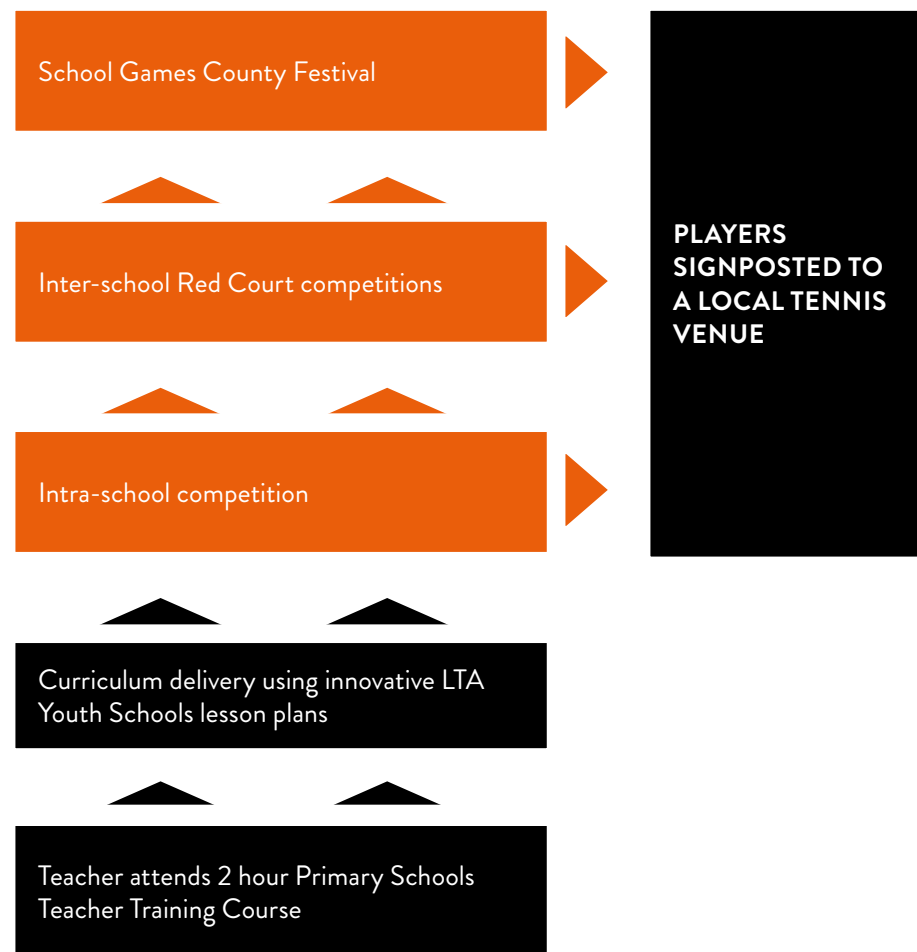 School Games County Festival
Inter-school Red Court competitions
Intra-school competition
Curriculum delivery using innovative LTA
Youth Schools lesson plans
Teacher attends 2 hour Primary Schools
Teacher Training Course
PLAYERS
SIGNPOSTED TO
A LOCAL TENNIS
VENUE